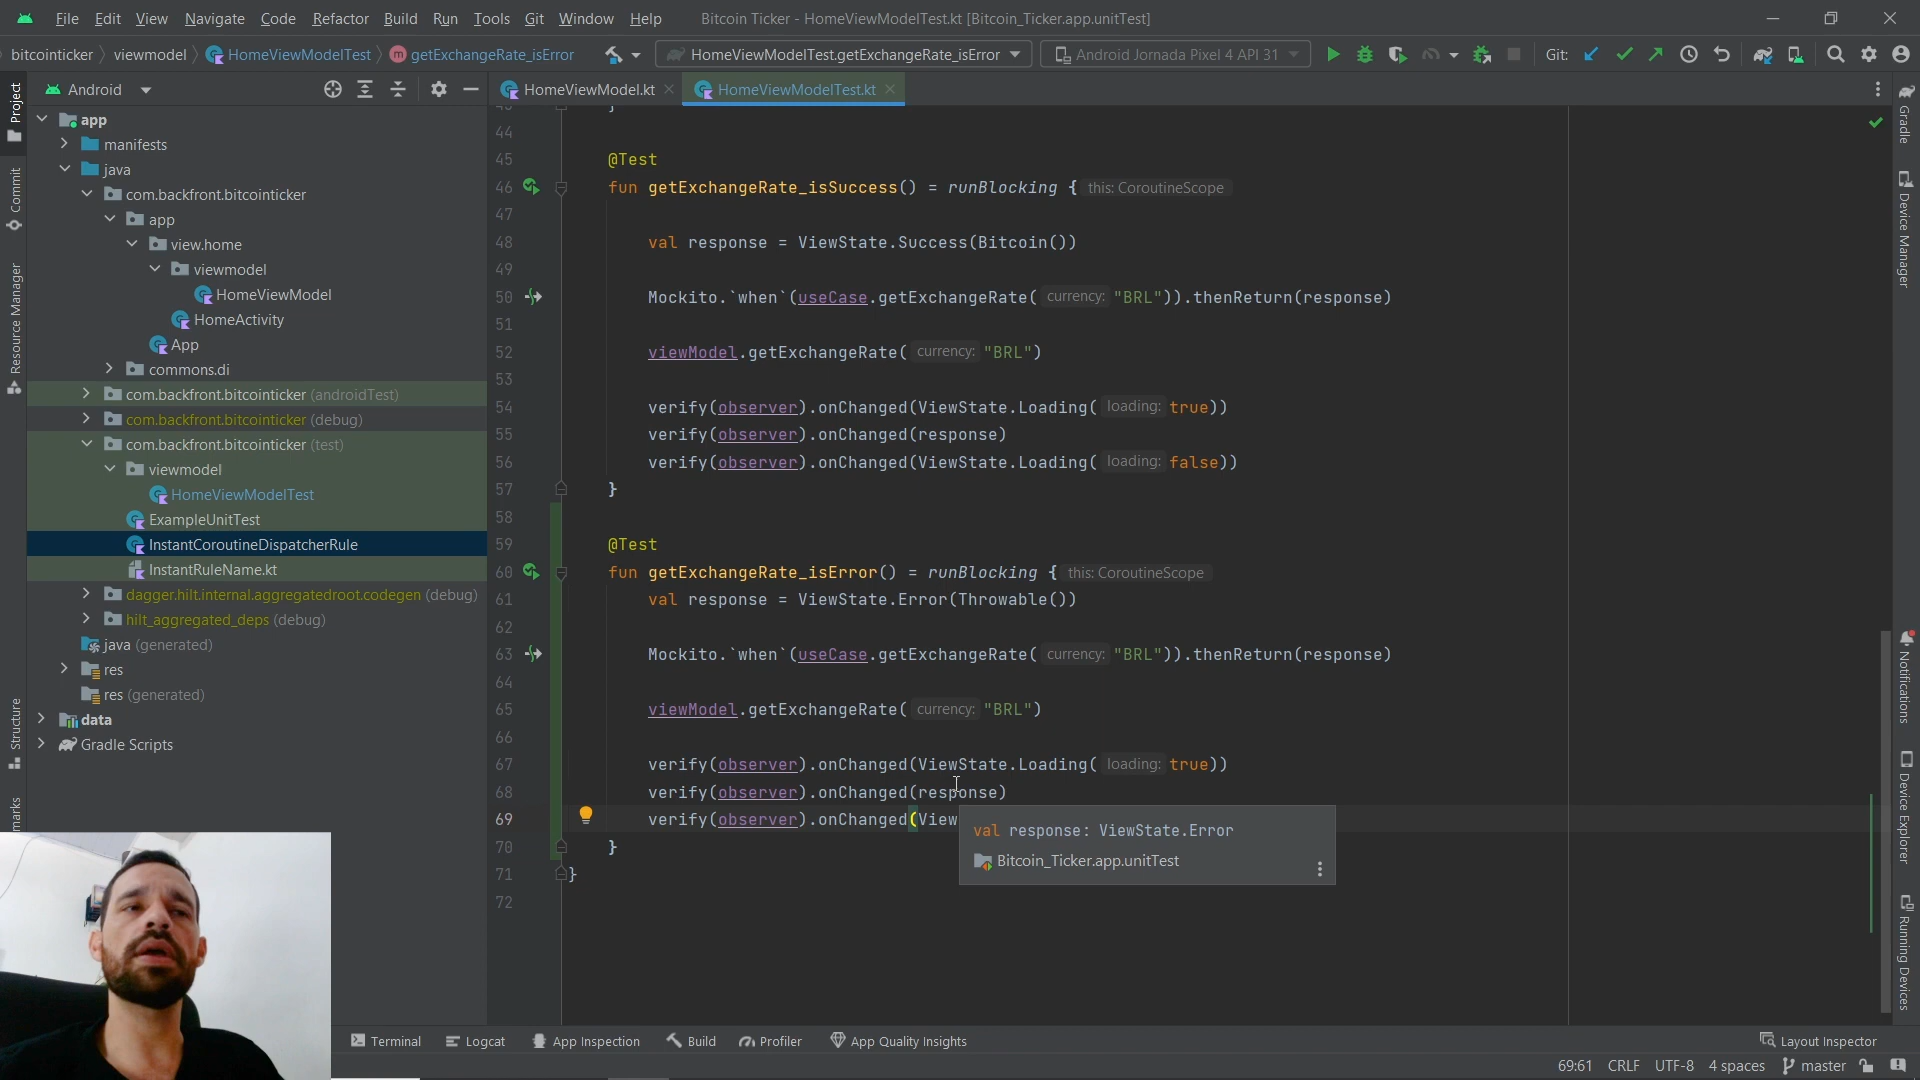 File Edit View Navigate Code Refactor Build Run Tools Git Window Help Bitcoin Ticker - HomeViewModelTest.kt [Bitcoin_Ticker.app.unitTest]
bitcointicker viewmodel HomeViewModelTest getExchangeRate_isError HomeViewModelTest.getExchangeRate_isError Android Jornada Pixel 4 API 31 Git:
Android
HomeViewModel.kt
HomeViewModelTest.kt
Project
Commit
Resource Manager
Structure
marks
app
manifests
java
com.backfront.bitcointicker
app
view.home
viewmodel
HomeViewModel
HomeActivity
App
commons.di
com.backfront.bitcointicker (androidTest)
com.backfront.bitcointicker (debug)
com.backfront.bitcointicker (test)
viewmodel
HomeViewModelTest
ExampleUnitTest
InstantCoroutineDispatcherRule
InstantRuleName.kt
dagger.hilt.internal.aggregatedroot.codegen (debug)
hilt_aggregated_deps (debug)
java (generated)
res
res (generated)
data
Gradle Scripts
44
45 @Test
46 fun getExchangeRate_isSuccess() = runBlocking { this: CoroutineScope
47
48 val response = ViewState.Success(Bitcoin())
49
50 Mockito.`when`(useCase.getExchangeRate( currency: "BRL")).thenReturn(response)
51
52 viewModel.getExchangeRate( currency: "BRL")
53
54 verify(observer).onChanged(ViewState.Loading( loading: true))
55 verify(observer).onChanged(response)
56 verify(observer).onChanged(ViewState.Loading( loading: false))
57 }
58
59 @Test
60 fun getExchangeRate_isError() = runBlocking { this: CoroutineScope
61 val response = ViewState.Error(Throwable())
62
63 Mockito.`when`(useCase.getExchangeRate( currency: "BRL")).thenReturn(response)
64
65 viewModel.getExchangeRate( currency: "BRL")
66
67 verify(observer).onChanged(ViewState.Loading( loading: true))
68 verify(observer).onChanged(response)
69 verify(observer).onChanged(View
val response: ViewState.Error
Bitcoin_Ticker.app.unitTest
70 }
71 }
72
Gradle
Device Manager
Notifications
Device Explorer
Running Devices
Terminal Logcat App Inspection Build Profiler App Quality Insights Layout Inspector
69:61 CRLF UTF-8 4 spaces master